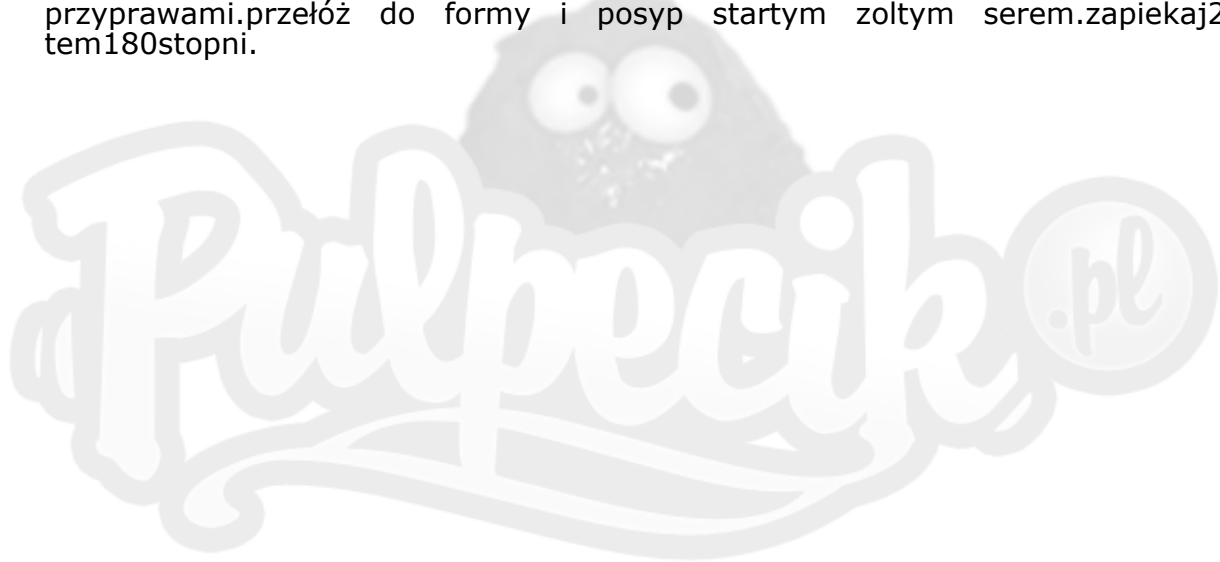 przyprawami.przełóż do formy i posyp startym zoltym serem.zapiekaj2
tem180stopni.
Pulpecik .pl